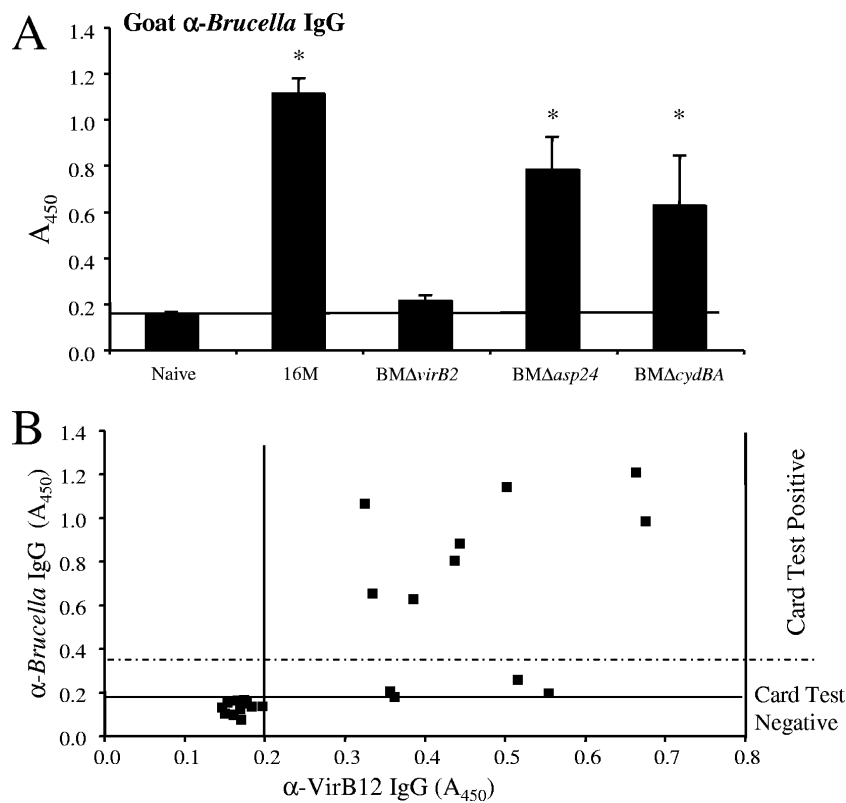 A
Goat α-Brucella IgG
1.4
1.2
1.0
0.8
0.6
0.4
0.2
0.0
A450
*
*
*
Naive 16M BMΔvirB2 BMΔasp24 BMΔcydBA
B
1.4
1.2
1.0
0.8
0.6
0.4
0.2
0.0
α-Brucella IgG (A450)
Card Test Positive
Card Test
Negative
0.0 0.1 0.2 0.3 0.4 0.5 0.6 0.7 0.8
α-VirB12 IgG (A450)